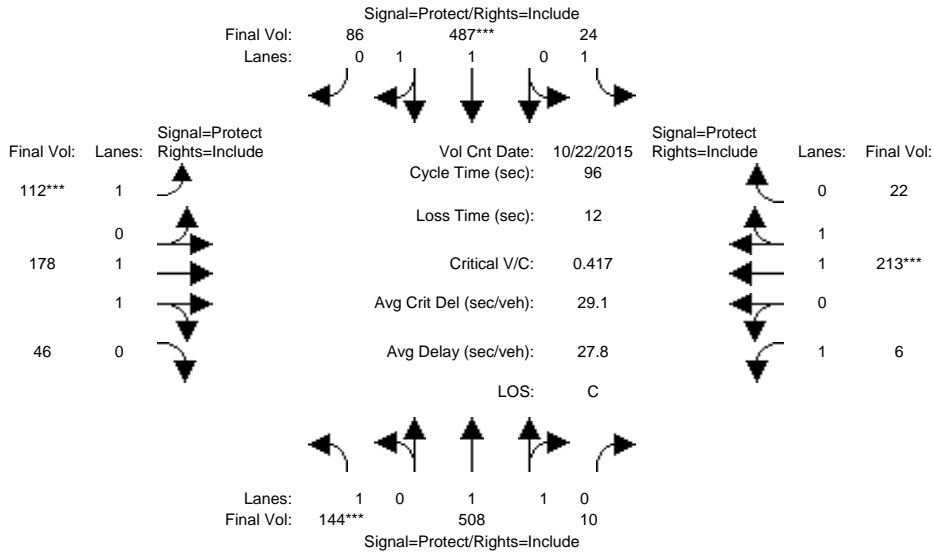 Signal=Protect/Rights=Include
Final Vol: 86 487*** 24
Lanes: 0 1 1 0 1
Signal=Protect
Final Vol: Lanes: Rights=Include
Vol Cnt Date: 10/22/2015
Signal=Protect
Rights=Include Lanes: Final Vol:
Cycle Time (sec): 96
112*** 1
0 22
Loss Time (sec): 12
0
1
178 1
Critical V/C: 0.417
1 213***
1
Avg Crit Del (sec/veh): 29.1
0
46 0
Avg Delay (sec/veh): 27.8
1 6
LOS: C
Lanes: 1 0 1 1 0
Final Vol: 144*** 508 10
Signal=Protect/Rights=Include